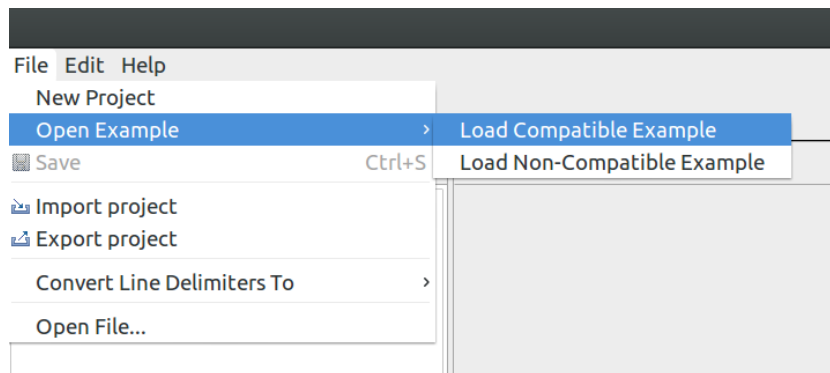 File Edit Help
New Project
Open Example
Load Compatible Example
Save Ctrl+S
Load Non-Compatible Example
Import project
Export project
Convert Line Delimiters To
Open File...